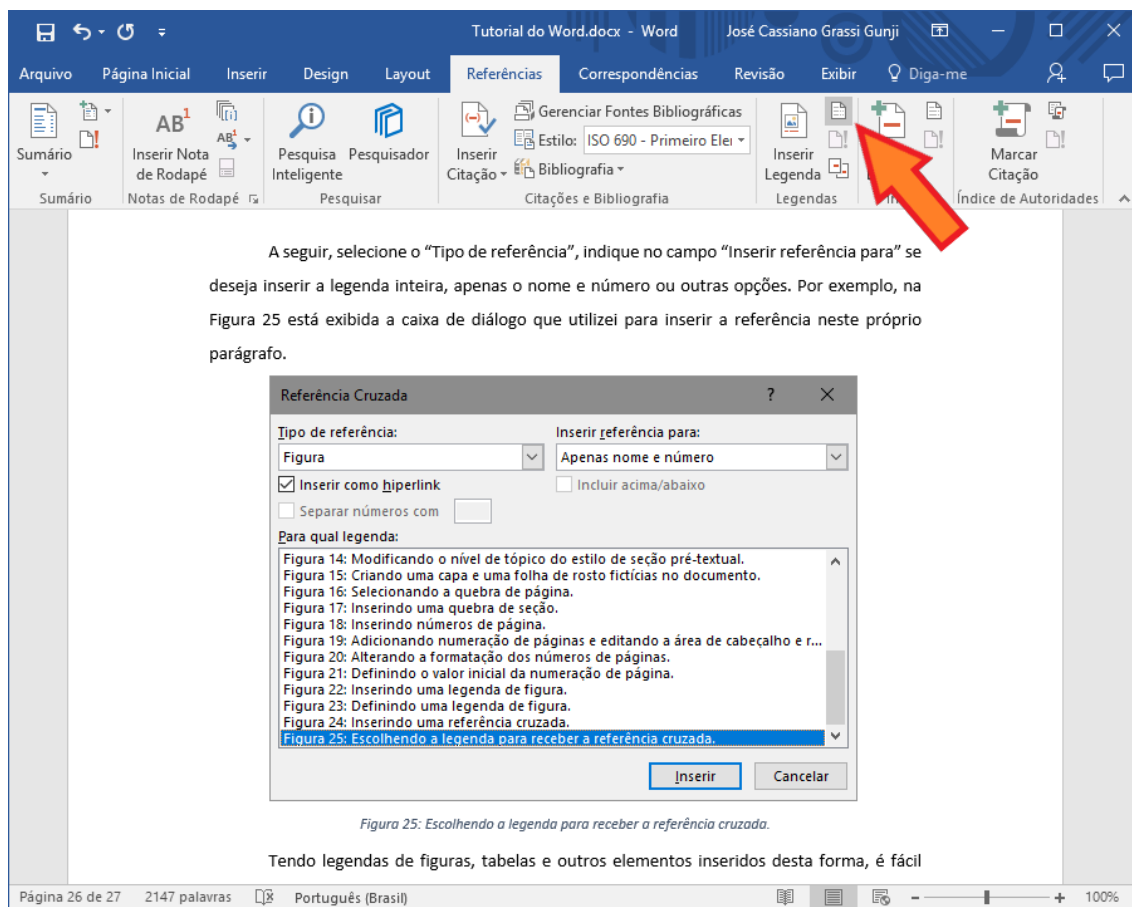 Tutorial do Word.docx - Word José Cassiano Grassi Gunji
Arquivo Página Inicial Inserir Design Layout Referências Correspondências Revisão Exibir Diga-me
Sumário
AB1
Inserir Nota
de Rodapé
AB1
Pesquisa
Inteligente
Pesquisador
Inserir
Citação
Gerenciar Fontes Bibliográficas
Estilo: ISO 690 - Primeiro Eler
Bibliografia
Inserir
Legenda
Marcar
Citação
Sumário Notas de Rodapé Pesquisar Citações e Bibliografia Legendas Índice de Autoridades
A seguir, selecione o “Tipo de referência”, indique no campo “Inserir referência para” se
deseja inserir a legenda inteira, apenas o nome e número ou outras opções. Por exemplo, na
Figura 25 está exibida a caixa de diálogo que utilizei para inserir a referência neste próprio
parágrafo.
Referência Cruzada ?
Tipo de referência: Inserir referência para:
Figura Apenas nome e número
Inserir como hiperlink Incluir acima/abaixo
Separar números com
Para qual legenda:
Figura 14: Modificando o nível de tópico do estilo de seção pré-textual.
Figura 15: Criando uma capa e uma folha de rosto fictícias no documento.
Figura 16: Selecionando a quebra de página.
Figura 17: Inserindo uma quebra de seção.
Figura 18: Inserindo números de página.
Figura 19: Adicionando numeração de páginas e editando a área de cabeçalho e r...
Figura 20: Alterando a formatação dos números de páginas.
Figura 21: Definindo o valor inicial da numeração de página.
Figura 22: Inserindo uma legenda de figura.
Figura 23: Definindo uma legenda de figura.
Figura 24: Inserindo uma referência cruzada.
Figura 25: Escolhendo a legenda para receber a referência cruzada.
Inserir Cancelar
Figura 25: Escolhendo a legenda para receber a referência cruzada.
Tendo legendas de figuras, tabelas e outros elementos inseridos desta forma, é fácil
Página 26 de 27 2147 palavras Português (Brasil) 100%